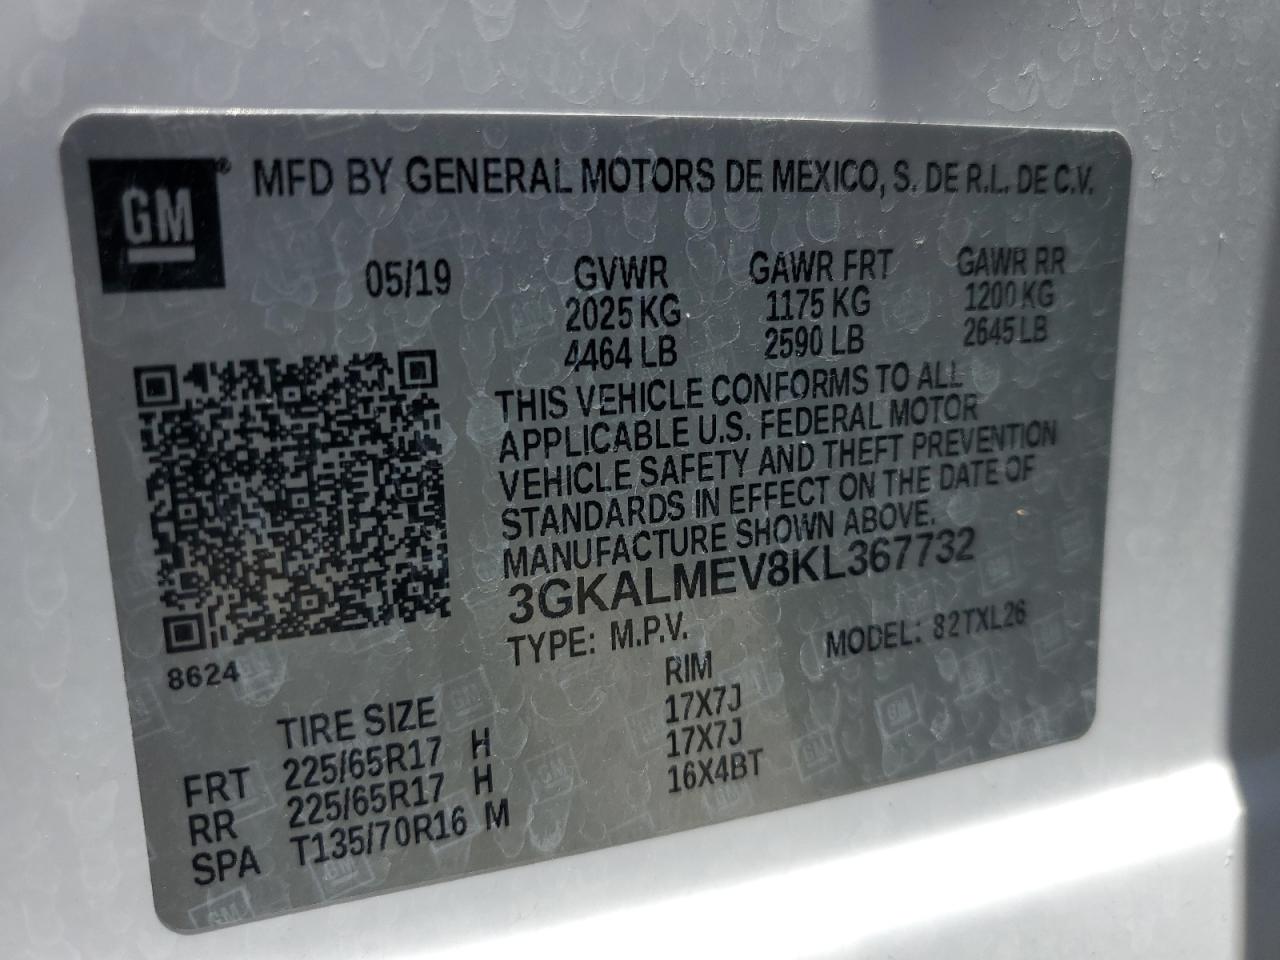 GM® MFD BY GENERAL MOTORS DE MEXICO, S. DE R.L. DE C.V.
05/19 GVWR GAWR FRT GAWR RR
2025 KG 1175 KG 1200 KG
4464 LB 2590 LB 2645 LB
THIS VEHICLE CONFORMS TO ALL
APPLICABLE U.S. FEDERAL MOTOR
VEHICLE SAFETY AND THEFT PREVENTION
STANDARDS IN EFFECT ON THE DATE OF
MANUFACTURE SHOWN ABOVE.
3GKALMEV8KL367732
TYPE: M.P.V. MODEL: 82TXL26
8624
TIRE SIZE RIM
FRT 225/65R17 H 17X7J
RR 225/65R17 H 17X7J
SPA T135/70R16 M 16X4BT